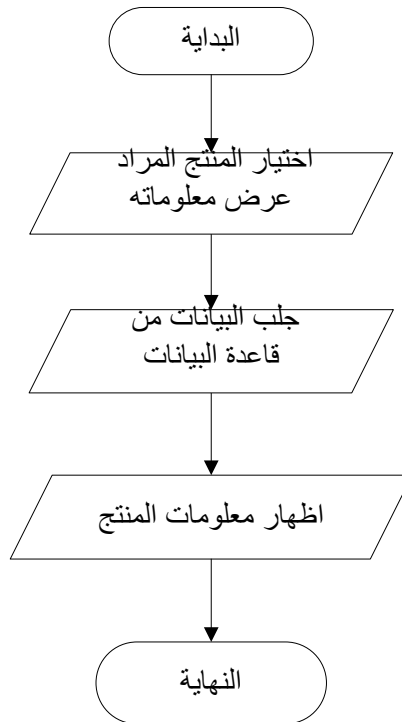 البداية
اختيار المنتج المراد
عرض معلوماته
جلب البيانات من
قاعدة البيانات
اظهار معلومات المنتج
النهاية